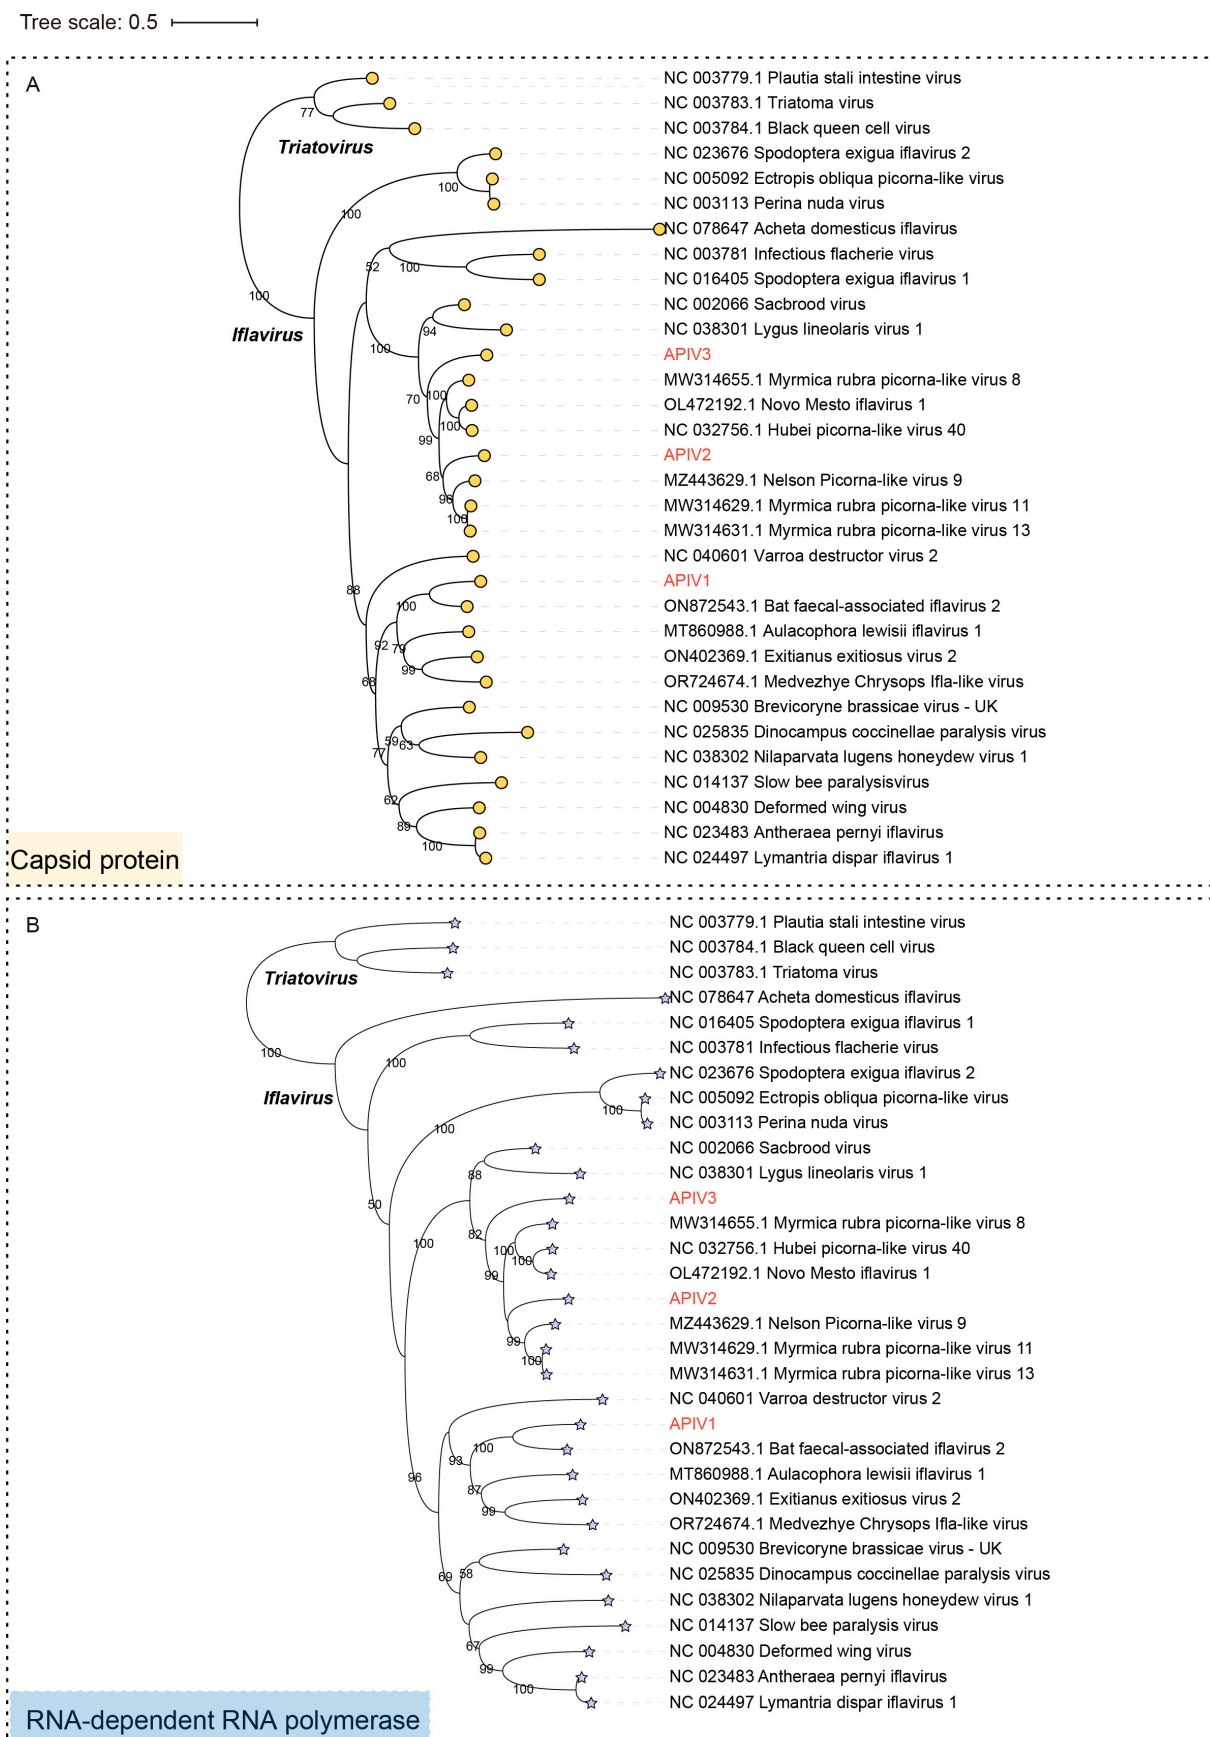 Tree scale: 0.5
A
NC 003779.1 Plautia stali intestine virus
NC 003783.1 Triatoma virus
77
NC 003784.1 Black queen cell virus
Triatovirus
NC 023676 Spodoptera exigua iflavirus 2
NC 005092 Ectropis obliqua picorna-like virus
100
NC 003113 Perina nuda virus
100
NC 078647 Acheta domesticus iflavirus
NC 003781 Infectious flacherie virus
52
100
NC 016405 Spodoptera exigua iflavirus 1
100
NC 002066 Sacbrood virus
94
NC 038301 Lygus lineolaris virus 1
Iflavirus
100
APIV3
MW314655.1 Myrmica rubra picorna-like virus 8
70
100
OL472192.1 Novo Mesto iflavirus 1
100
NC 032756.1 Hubei picorna-like virus 40
99
APIV2
68
MZ443629.1 Nelson Picorna-like virus 9
96
MW314629.1 Myrmica rubra picorna-like virus 11
100
MW314631.1 Myrmica rubra picorna-like virus 13
NC 040601 Varroa destructor virus 2
APIV1
88
100
ON872543.1 Bat faecal-associated iflavirus 2
MT860988.1 Aulacophora lewisii iflavirus 1
92
79
ON402369.1 Exitianus exitiosus virus 2
99
68
OR724674.1 Medvezhye Chrysops Ifla-like virus
NC 009530 Brevicoryne brassicae virus - UK
NC 025835 Dinocampus coccinellae paralysis virus
59
63
77
NC 038302 Nilaparvata lugens honeydew virus 1
NC 014137 Slow bee paralysisvirus
62
NC 004830 Deformed wing virus
89
NC 023483 Antheraea pernyi iflavirus
100
NC 024497 Lymantria dispar iflavirus 1
Capsid protein
B
NC 003779.1 Plautia stali intestine virus
NC 003784.1 Black queen cell virus
NC 003783.1 Triatoma virus
Triatovirus
NC 078647 Acheta domesticus iflavirus
NC 016405 Spodoptera exigua iflavirus 1
NC 003781 Infectious flacherie virus
100
100
NC 023676 Spodoptera exigua iflavirus 2
Iflavirus
NC 005092 Ectropis obliqua picorna-like virus
100
NC 003113 Perina nuda virus
100
NC 002066 Sacbrood virus
88
NC 038301 Lygus lineolaris virus 1
APIV3
50
MW314655.1 Myrmica rubra picorna-like virus 8
82
100
100
NC 032756.1 Hubei picorna-like virus 40
100
OL472192.1 Novo Mesto iflavirus 1
99
APIV2
MZ443629.1 Nelson Picorna-like virus 9
99
MW314629.1 Myrmica rubra picorna-like virus 11
100
MW314631.1 Myrmica rubra picorna-like virus 13
NC 040601 Varroa destructor virus 2
APIV1
100
ON872543.1 Bat faecal-associated iflavirus 2
93
MT860988.1 Aulacophora lewisii iflavirus 1
96
87
ON402369.1 Exitianus exitiosus virus 2
99
OR724674.1 Medvezhye Chrysops Ifla-like virus
NC 009530 Brevicoryne brassicae virus - UK
69
58
NC 025835 Dinocampus coccinellae paralysis virus
NC 038302 Nilaparvata lugens honeydew virus 1
NC 014137 Slow bee paralysis virus
67
NC 004830 Deformed wing virus
99
NC 023483 Antheraea pernyi iflavirus
100
NC 024497 Lymantria dispar iflavirus 1
RNA-dependent RNA polymerase